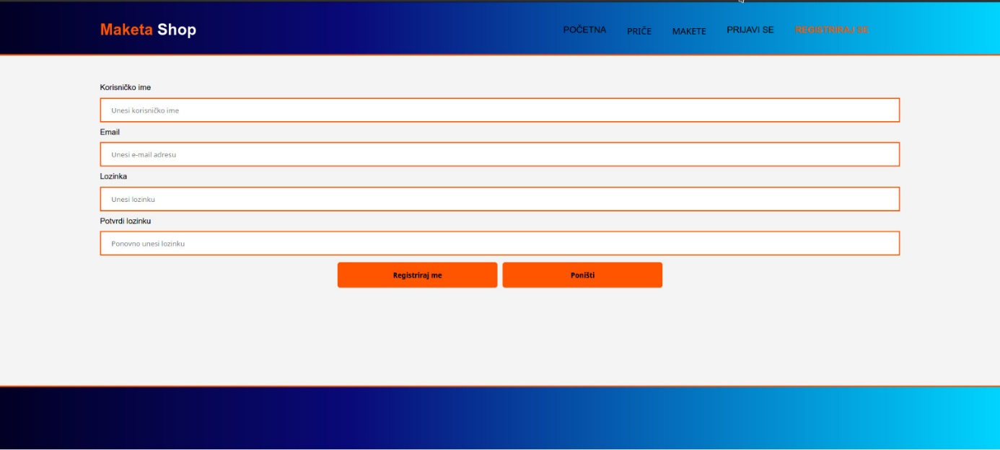 Maketa Shop
POČETNA PRIČE MAKETE PRIJAVI SE REGISTRIRAJ SE
Korisničko ime
Unesi korisničko ime
Email
Unesi e-mail adresu
Lozinka
Unesi lozinku
Potvrdi lozinku
Ponovno unesi lozinku
Registriraj me Poništi